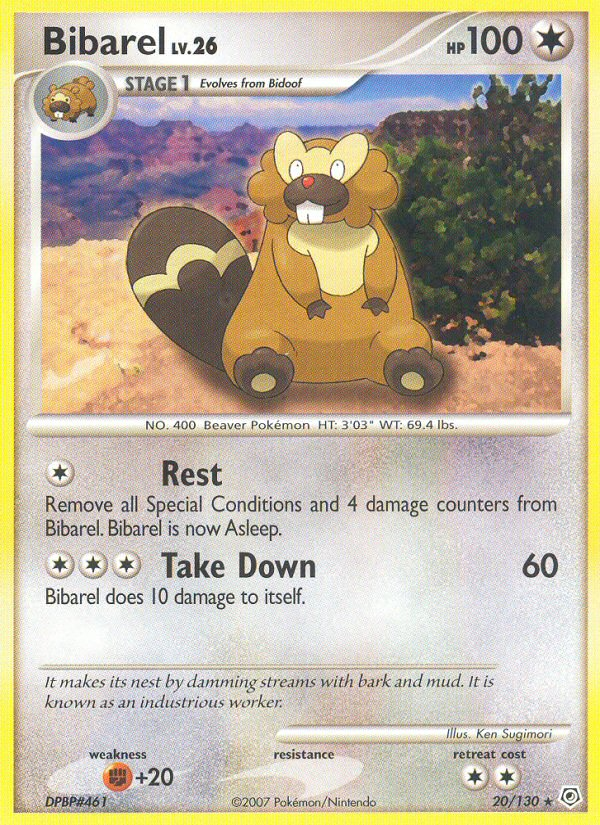 Bibarel LV.26 HP 100
STAGE 1 Evolves from Bidoof
NO. 400 Beaver Pokémon HT: 3'03" WT: 69.4 lbs.
Rest
Remove all Special Conditions and 4 damage counters from
Bibarel. Bibarel is now Asleep.
Take Down 60
Bibarel does 10 damage to itself.
It makes its nest by damming streams with bark and mud. It is
known as an industrious worker.
Illus. Ken Sugimori
weakness resistance retreat cost
+20
DPBP#461 ©2007 Pokémon/Nintendo 20/130 ★